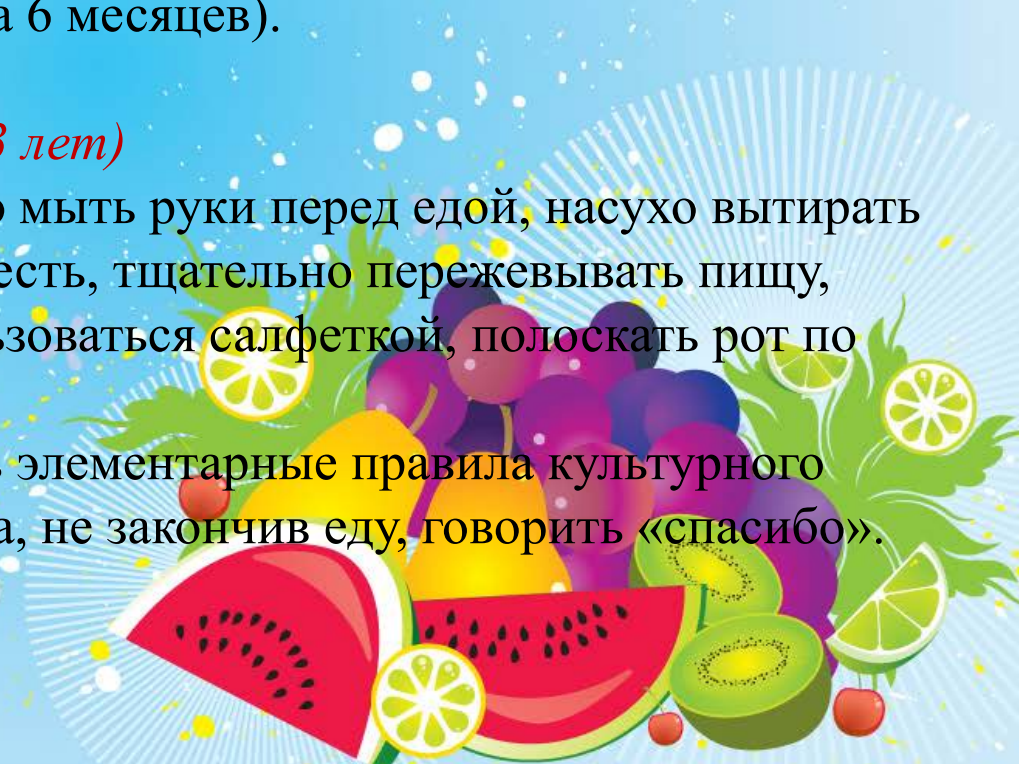 а 6 месяцев).
3 лет)
о мыть руки перед едой, насухо вытирать
есть, тщательно пережевывать пищу,
ьзоваться салфеткой, полоскать рот по
ь элементарные правила культурного
а, не закончив еду, говорить «спасибо».